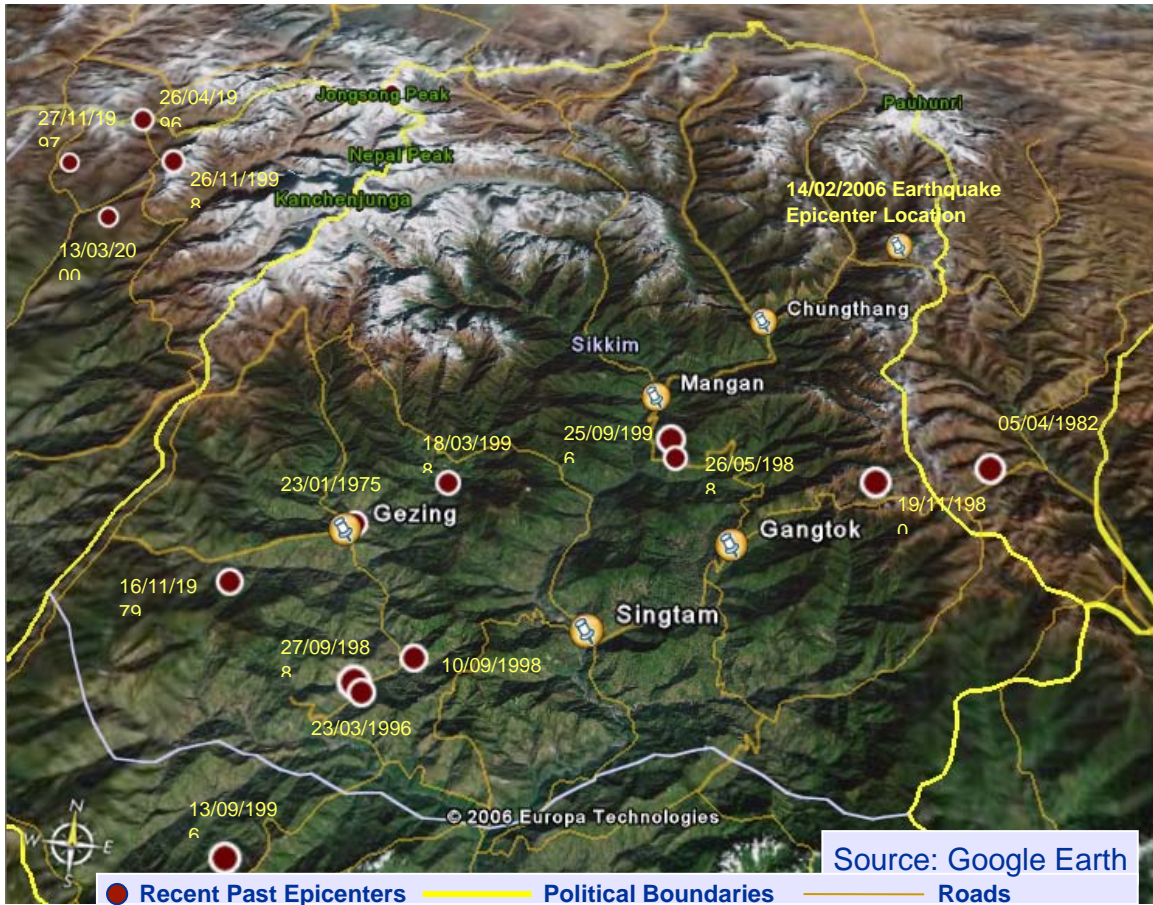 Jongsong Peak
Pauhunri
26/04/19
96
27/11/19
97
Nepal Peak
26/11/199
8
Kanchenjunga
14/02/2006 Earthquake
Epicenter Location
13/03/20
00
Chungthang
Sikkim
Mangan
05/04/1982
18/03/199
8
25/09/199
6
26/05/198
8
23/01/1975
Gezing
19/11/198
0
Gangtok
16/11/19
79
Singtam
27/09/198
8
10/09/1998
23/03/1996
N
W
E
S
13/09/199
6
© 2006 Europa Technologies
Source: Google Earth
Recent Past Epicenters
Political Boundaries
Roads